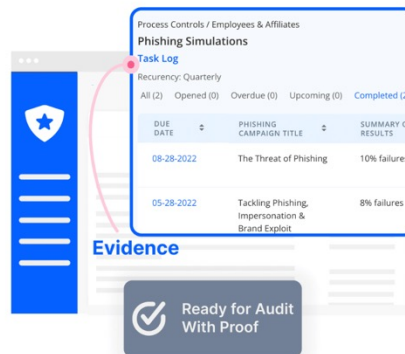 Process Controls / Employees & Affiliates
Phishing Simulations
Task Log
Recurency: Quarterly
All (2) Opened (0) Overdue (0) Upcoming (0) Completed (2
DUE DATE
PHISHING CAMPAIGN TITLE
SUMMARY
RESULTS
08-28-2022 The Threat of Phishing 10% failure
05-28-2022 Tackling Phishing, 8% failures
Impersonation &
Brand Exploit
Evidence
Ready for Audit
With Proof